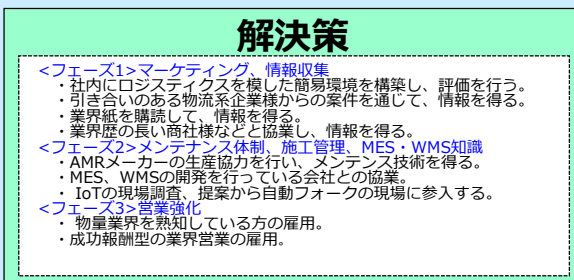 解決策
<フェーズ1>マーケティング、情報収集
・社内にロジスティクスを模した簡易環境を構築し、評価を行う。
・引き合いのある物流系企業様からの案件を通じて、情報を得る。
・業界紙を購読して、情報を得る。
・業界歴の長い商社様などと協業し、情報を得る。
<フェーズ2>メンテナンス体制、施工管理、MES・WMS知識
・AMRメーカーの生産協力を行い、メンテンス技術を得る。
・MES、WMSの開発を行っている会社との協業。
・ IoTの現場調査、提案から自動フォークの現場に参入する。
<フェーズ3>営業強化
・ 物量業界を熟知している方の雇用。
・成功報酬型の業界営業の雇用。